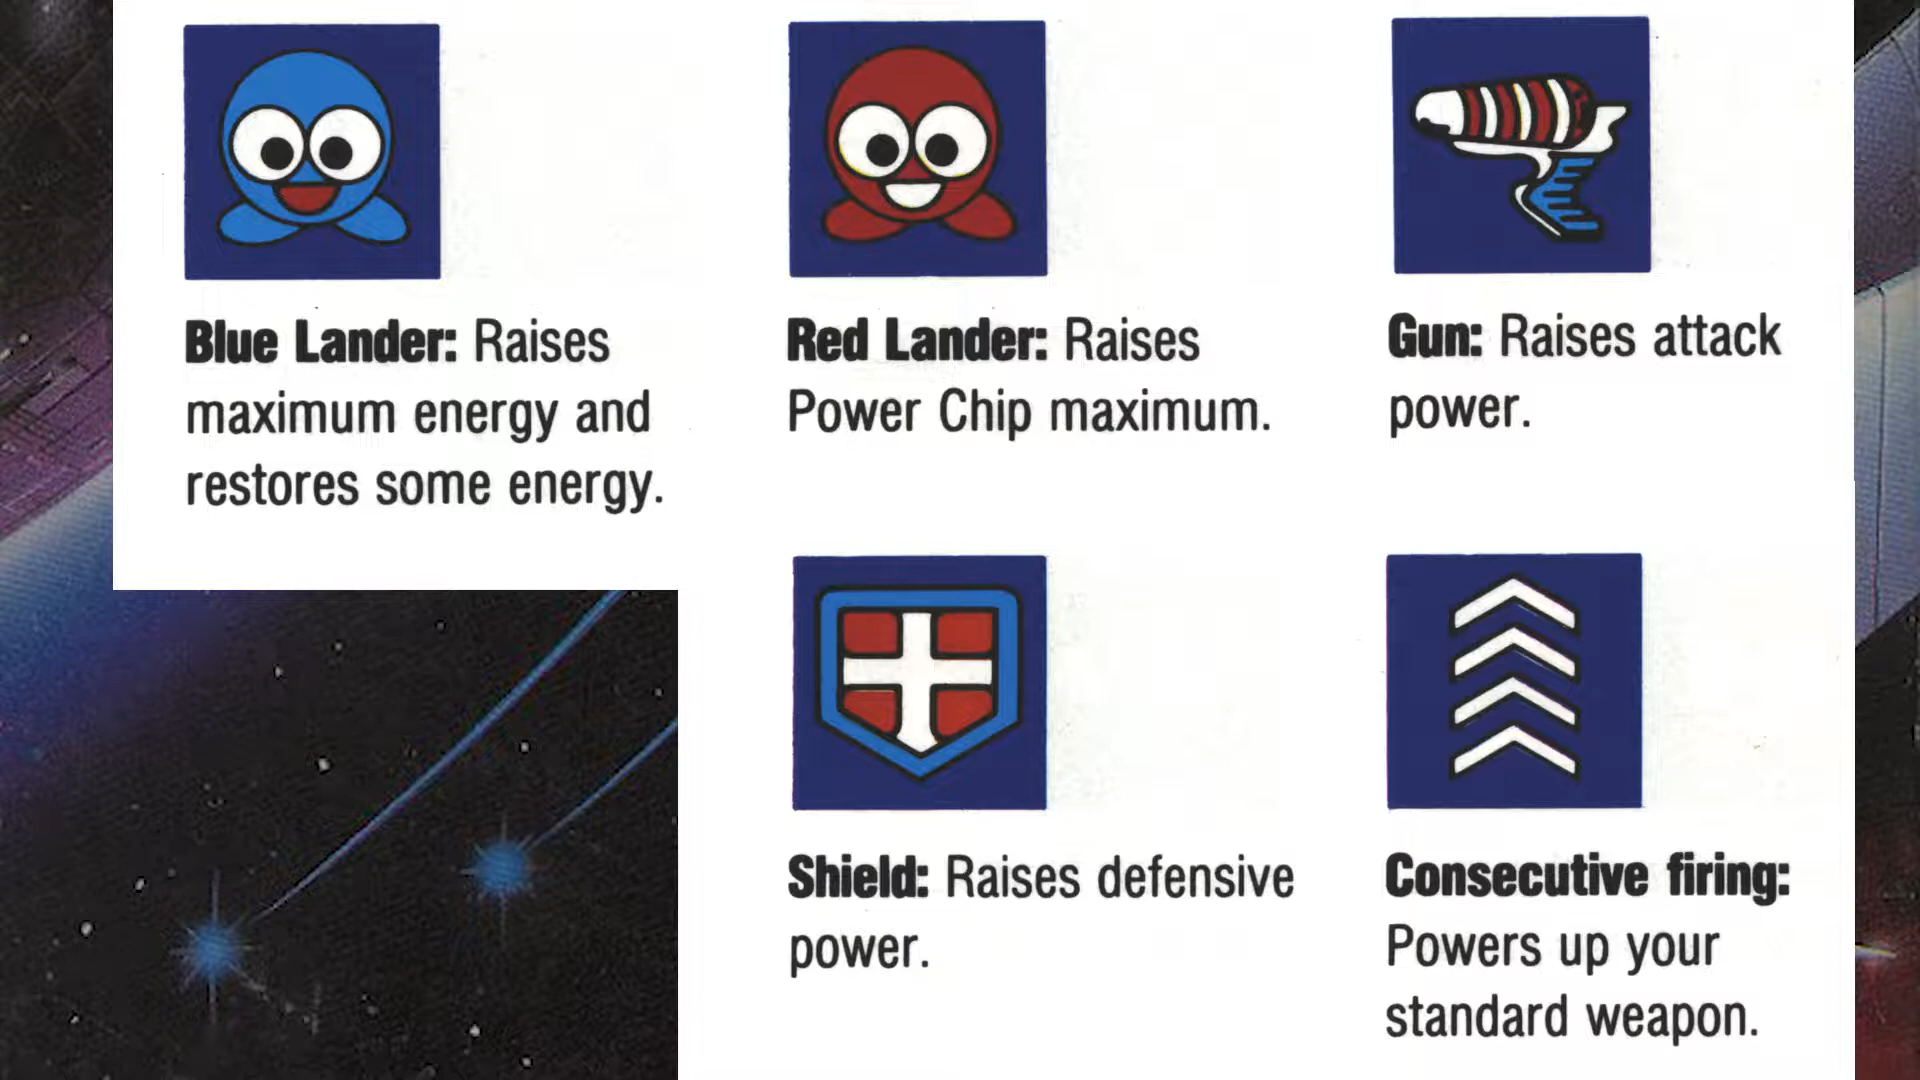 Blue Lander: Raises
maximum energy and
restores some energy.
Red Lander: Raises
Power Chip maximum.
Gun: Raises attack
power.
Shield: Raises defensive
power.
Consecutive firing:
Powers up your
standard weapon.